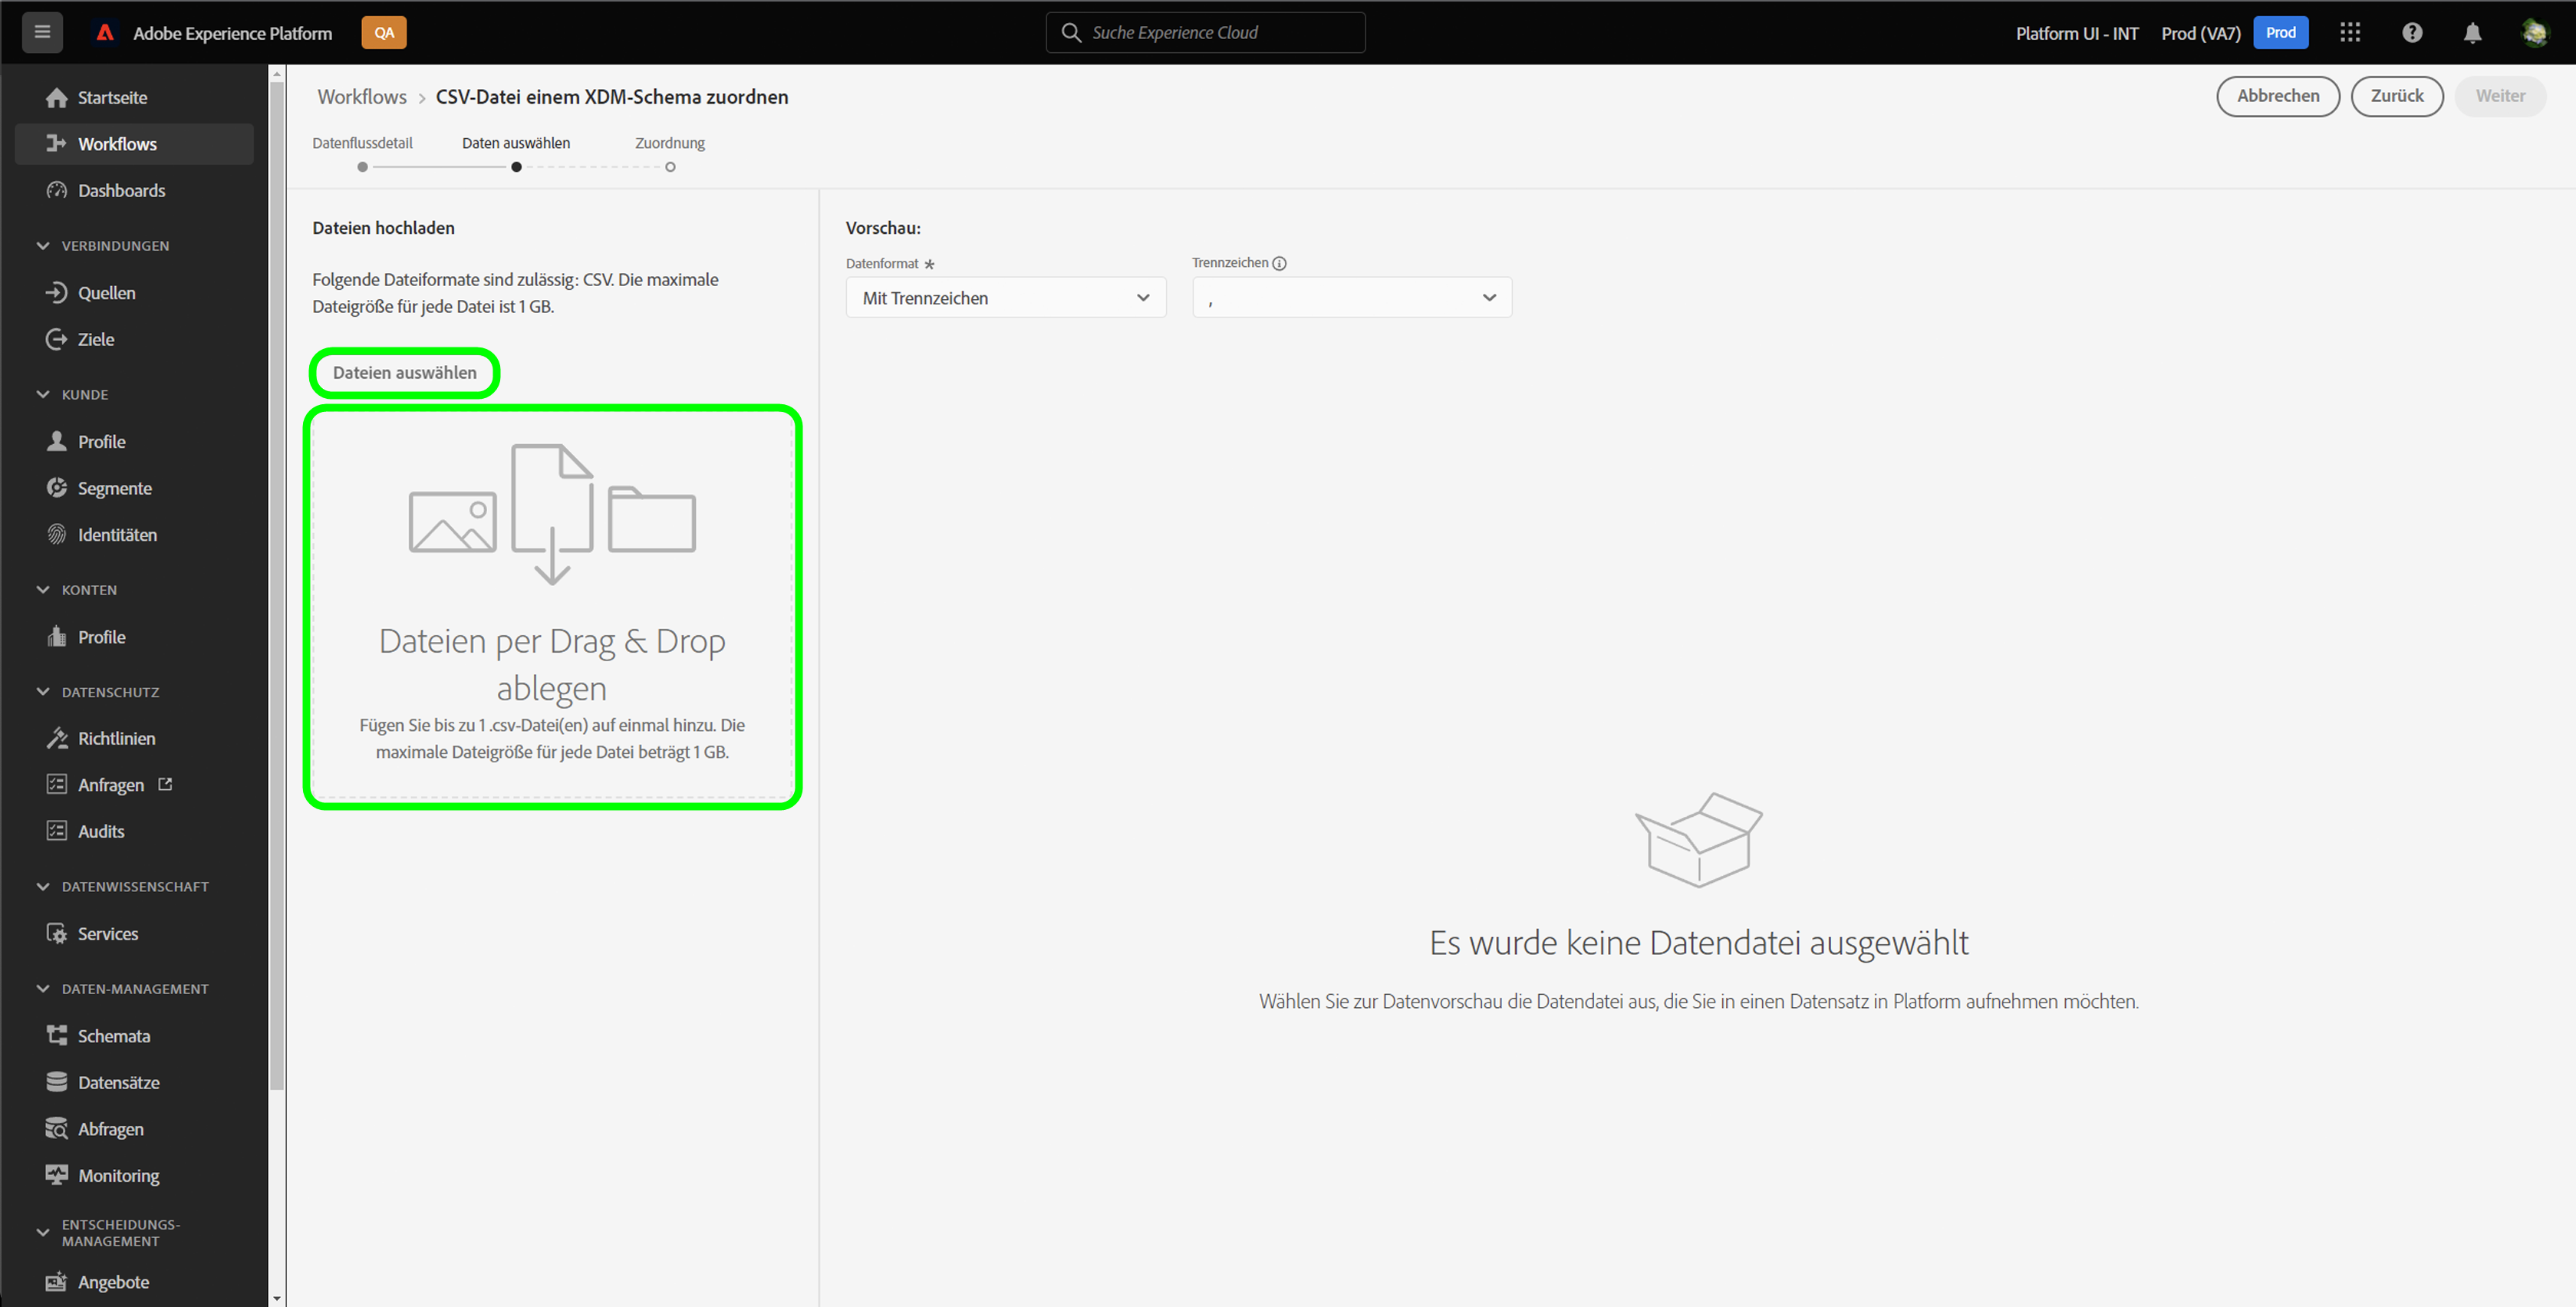 Adobe Experience Platform
QA
Suche Experience Cloud
Platform UI - INT
Prod (VA7)
Prod
Startseite
Workflows
Dashboards
VERBINDUNGEN
Quellen
Ziele
KUNDE
Profile
Segmente
Identitäten
KONTEN
Profile
DATENSCHUTZ
Richtlinien
Anfragen
Audits
DATENWISSENSCHAFT
Services
DATEN-MANAGEMENT
Schemata
Datensätze
Abfragen
Monitoring
ENTSCHEIDUNGS-
MANAGEMENT
Angebote
Workflows > CSV-Datei einem XDM-Schema zuordnen
Abbrechen
Zurück
Weiter
Datenflussdetail
Daten auswählen
Zuordnung
Dateien hochladen
Folgende Dateiformate sind zulässig: CSV. Die maximale
Dateigröße für jede Datei ist 1 GB.
Dateien auswählen
Dateien per Drag & Drop
ablegen
Fügen Sie bis zu 1 .csv-Datei(en) auf einmal hinzu. Die
maximale Dateigröße für jede Datei beträgt 1 GB.
Vorschau:
Datenformat *
Mit Trennzeichen
Trennzeichen
,
Es wurde keine Datendatei ausgewählt
Wählen Sie zur Datenvorschau die Datendatei aus, die Sie in einen Datensatz in Platform aufnehmen möchten.